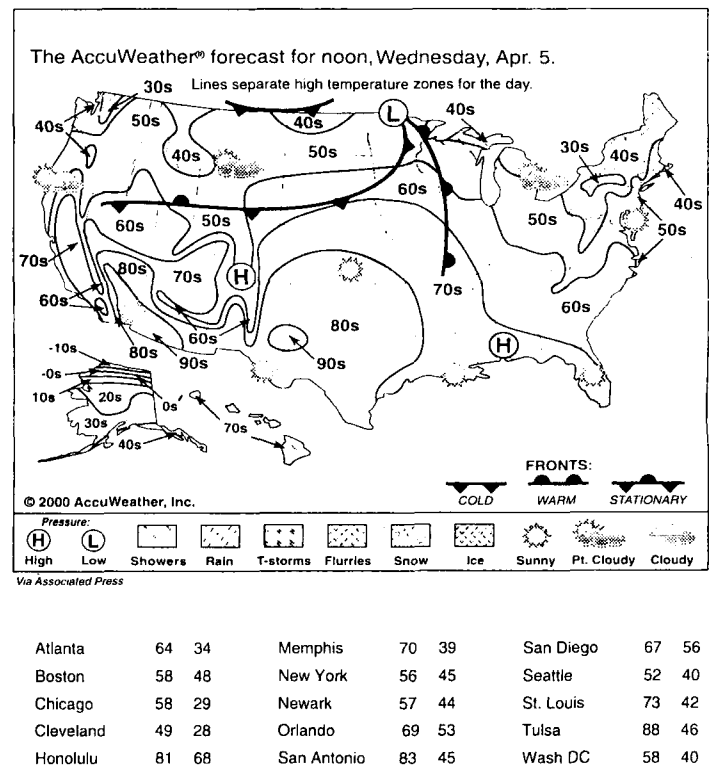 The AccuWeather® forecast for noon, Wednesday, Apr. 5.
Lines separate high temperature zones for the day.
30s
40s
50s
40s
40s
50s
L
40s
30s
40s
40s
50s
60s
50s
60s
50s
60s
70s
80s
70s
H
60s
60s
80s
90s
80s
90s
70s
H
-10s
-0s
10s
20s
0s
30s
40s
70s
FRONTS:
COLD WARM STATIONARY
© 2000 AccuWeather, Inc.
Pressure:
H L
High Low Showers Rain T-storms Flurries Snow Ice Sunny Pt. Cloudy Cloudy
Via Associated Press
Atlanta 64 34 Memphis 70 39 San Diego 67 56
Boston 58 48 New York 56 45 Seattle 52 40
Chicago 58 29 Newark 57 44 St. Louis 73 42
Cleveland 49 28 Orlando 69 53 Tulsa 88 46
Honolulu 81 68 San Antonio 83 45 Wash DC 58 40